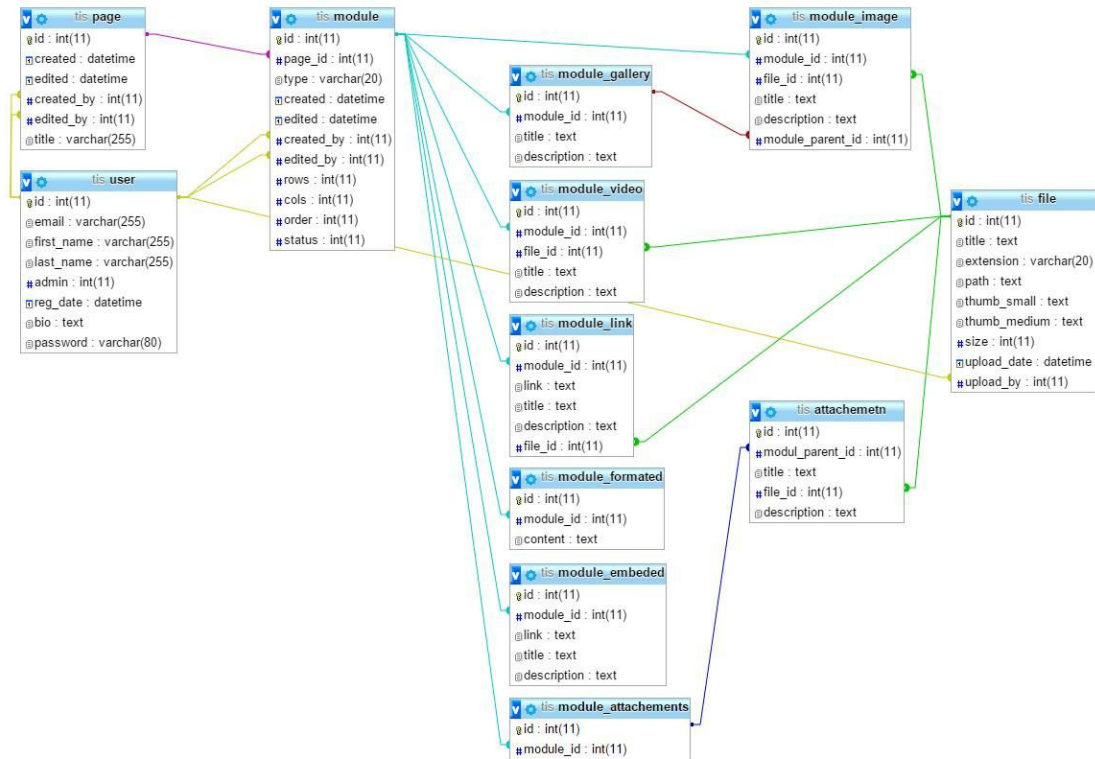 tis page
id : int(11)
created : datetime
edited : datetime
created_by : int(11)
edited_by : int(11)
title : varchar(255)
tis user
id : int(11)
email : varchar(255)
first_name : varchar(255)
last_name : varchar(255)
admin : int(11)
reg_date : datetime
bio : text
password : varchar(80)
tis module
id : int(11)
page_id : int(11)
type : varchar(20)
created : datetime
edited : datetime
created_by : int(11)
edited_by : int(11)
rows : int(11)
cols : int(11)
order : int(11)
status : int(11)
tis module_gallery
id : int(11)
module_id : int(11)
title : text
description : text
tis module_video
id : int(11)
module_id : int(11)
file_id : int(11)
title : text
description : text
tis module_link
id : int(11)
module_id : int(11)
link : text
title : text
description : text
file_id : int(11)
tis module_formated
id : int(11)
module_id : int(11)
content : text
tis module_embeded
id : int(11)
module_id : int(11)
link : text
title : text
description : text
tis module_attachements
id : int(11)
module_id : int(11)
tis module_image
id : int(11)
module_id : int(11)
file_id : int(11)
title : text
description : text
module_parent_id : int(11)
tis attachemetn
id : int(11)
modul_parent_id : int(11)
title : text
file_id : int(11)
description : text
tis file
id : int(11)
title : text
extension : varchar(20)
path : text
thumb_small : text
thumb_medium : text
size : int(11)
upload_date : datetime
upload_by : int(11)